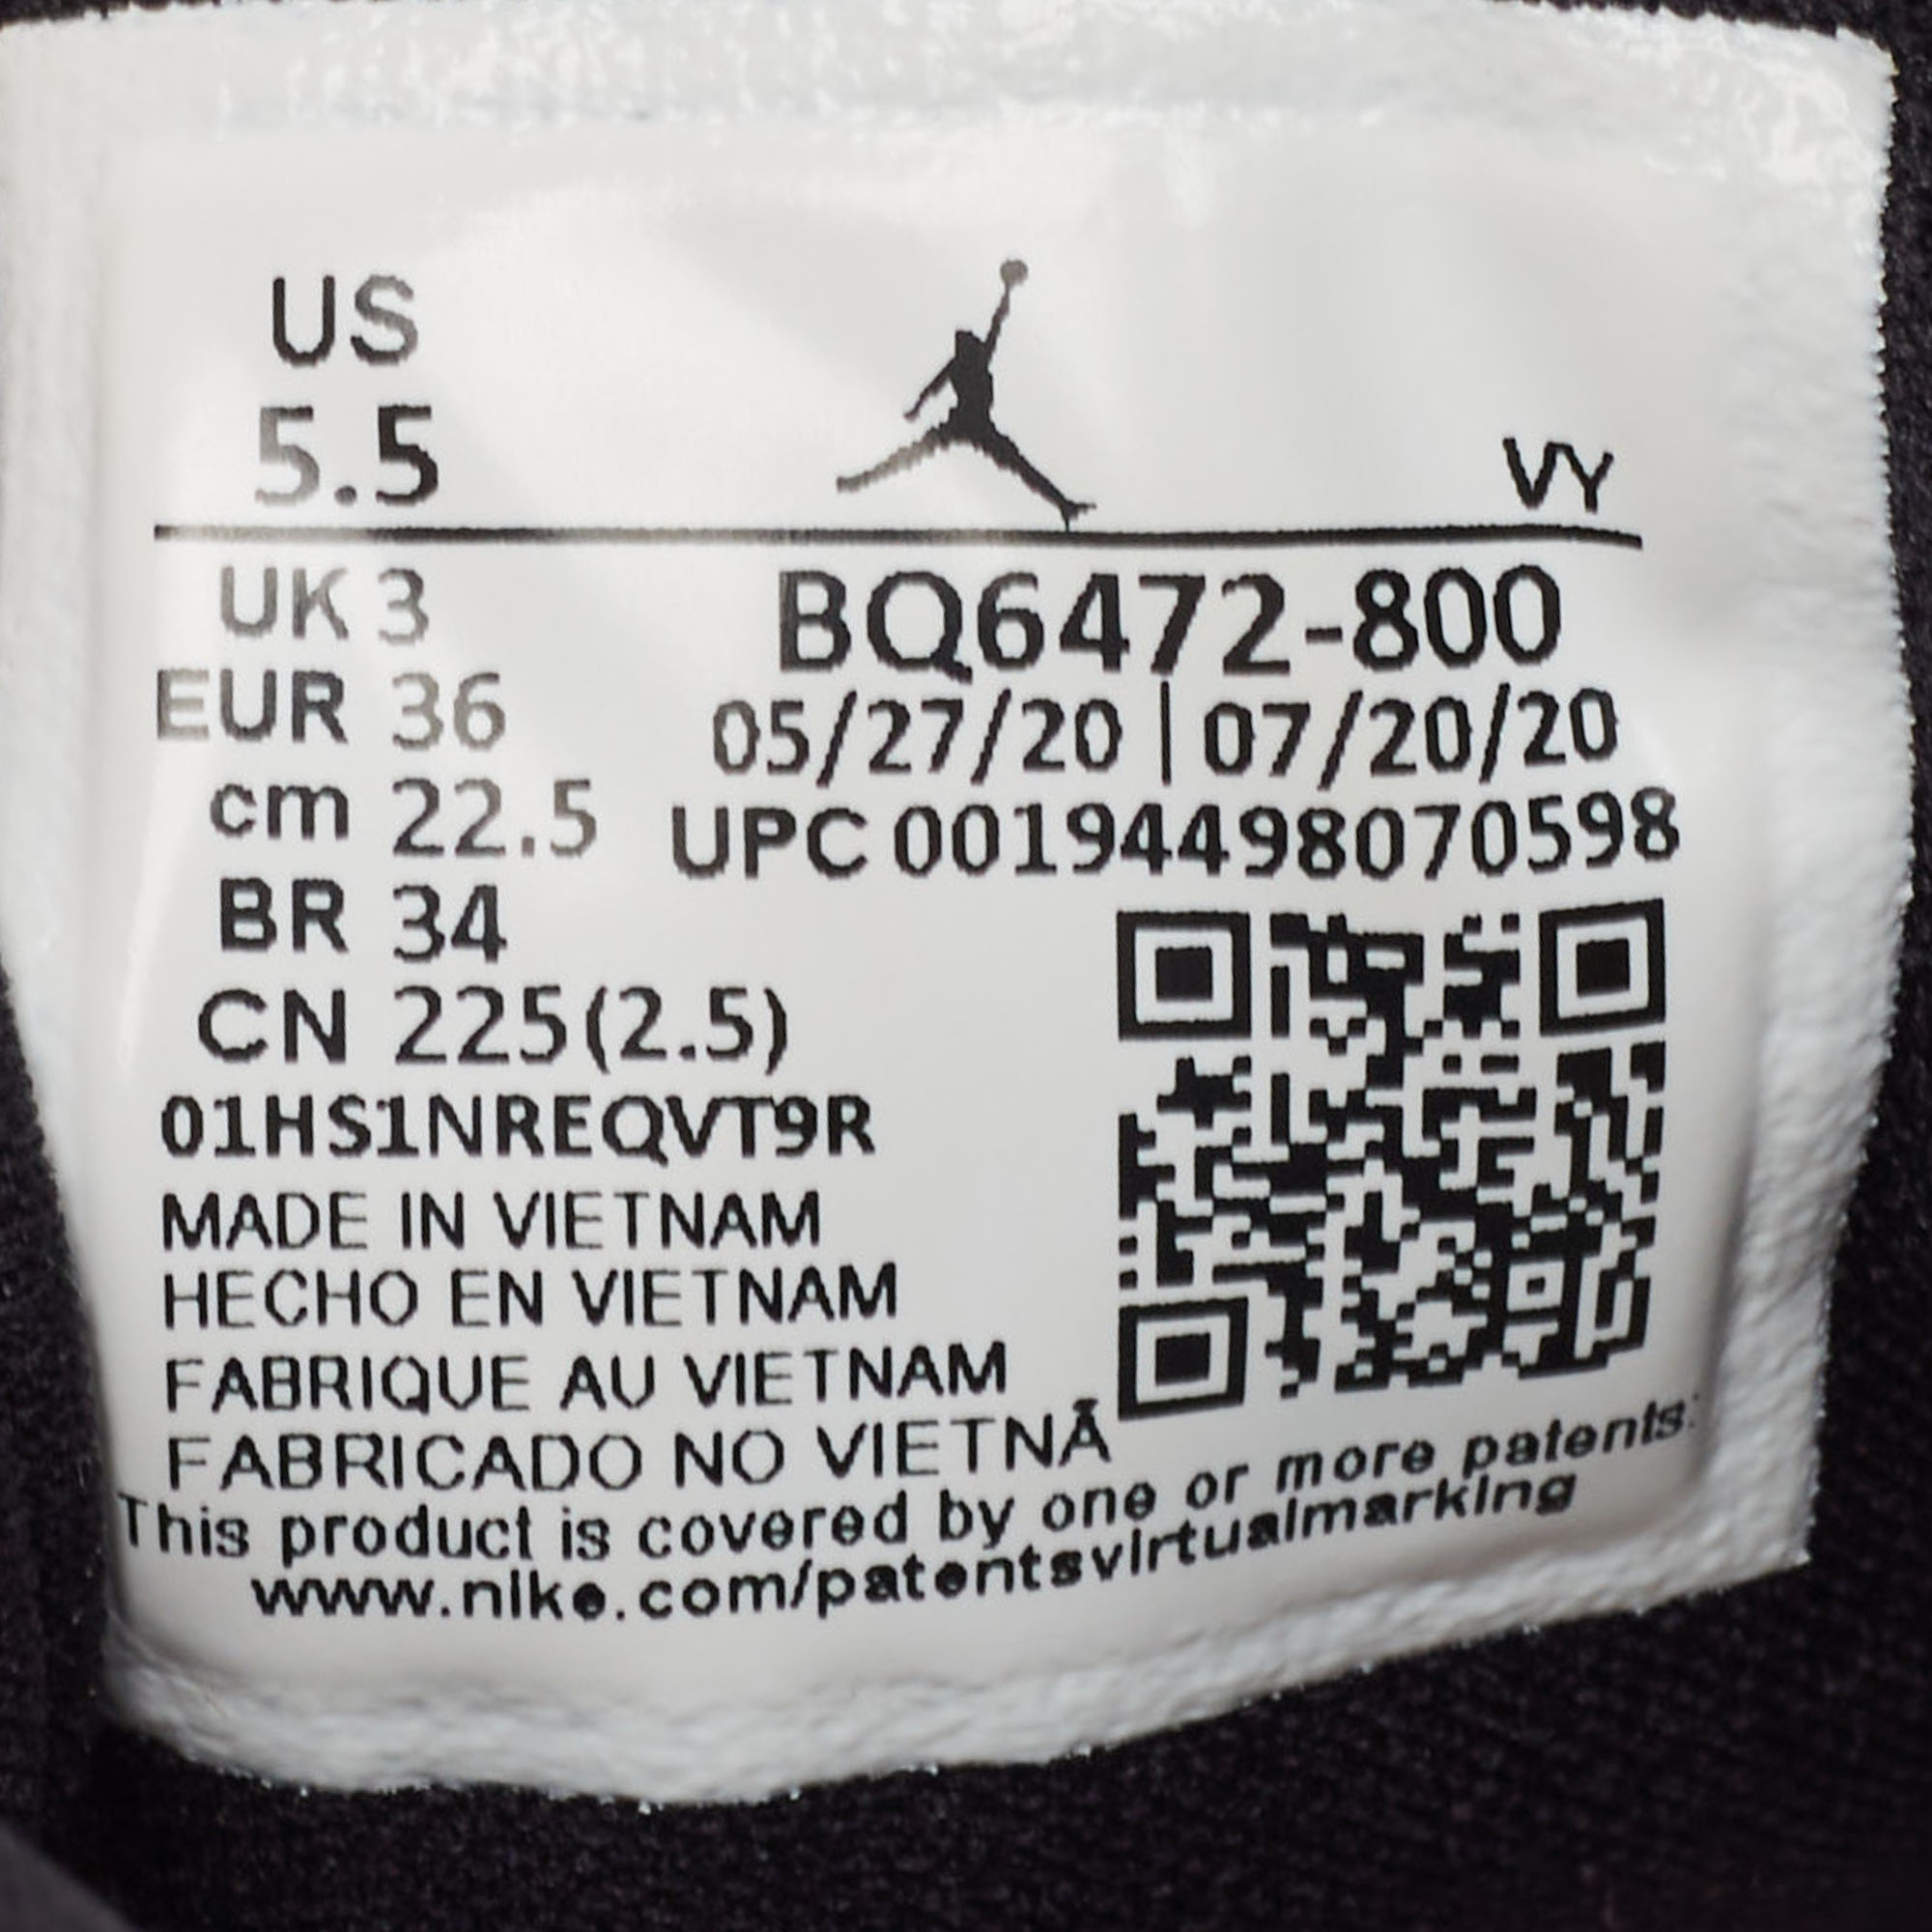 US
5.5
VY
UK 3
EUR 36
cm 22.5
BR 34
CN 225(2.5)
BQ6472-800
05/27/20 | 07/20/20
UPC 00194498070598
01HS1NREQVT9R
MADE IN VIETNAM
HECHO EN VIETNAM
FABRIQUE AU VIETNAM
FABRICADO NO VIETNÃ
This product is covered by one or more patents:
www.nike.com/patentsvirtualmarking